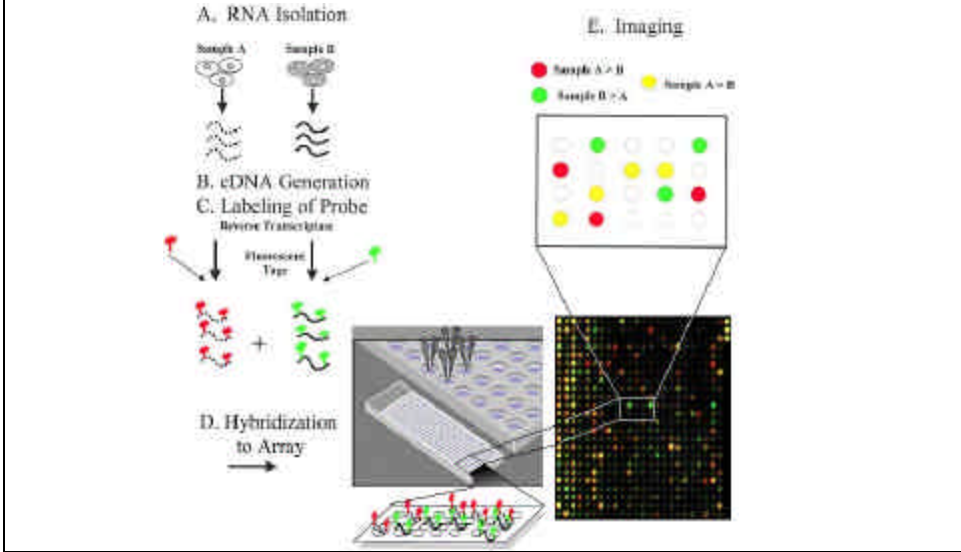 A. RNA Isolation
Sample A
Sample B
B. cDNA Generation
C. Labeling of Probe
Reverse Transcription
Fluorescent
Tags
+
D. Hybridization
to Array
E. Imaging
Sample A > B
Sample B > A
Sample A = B